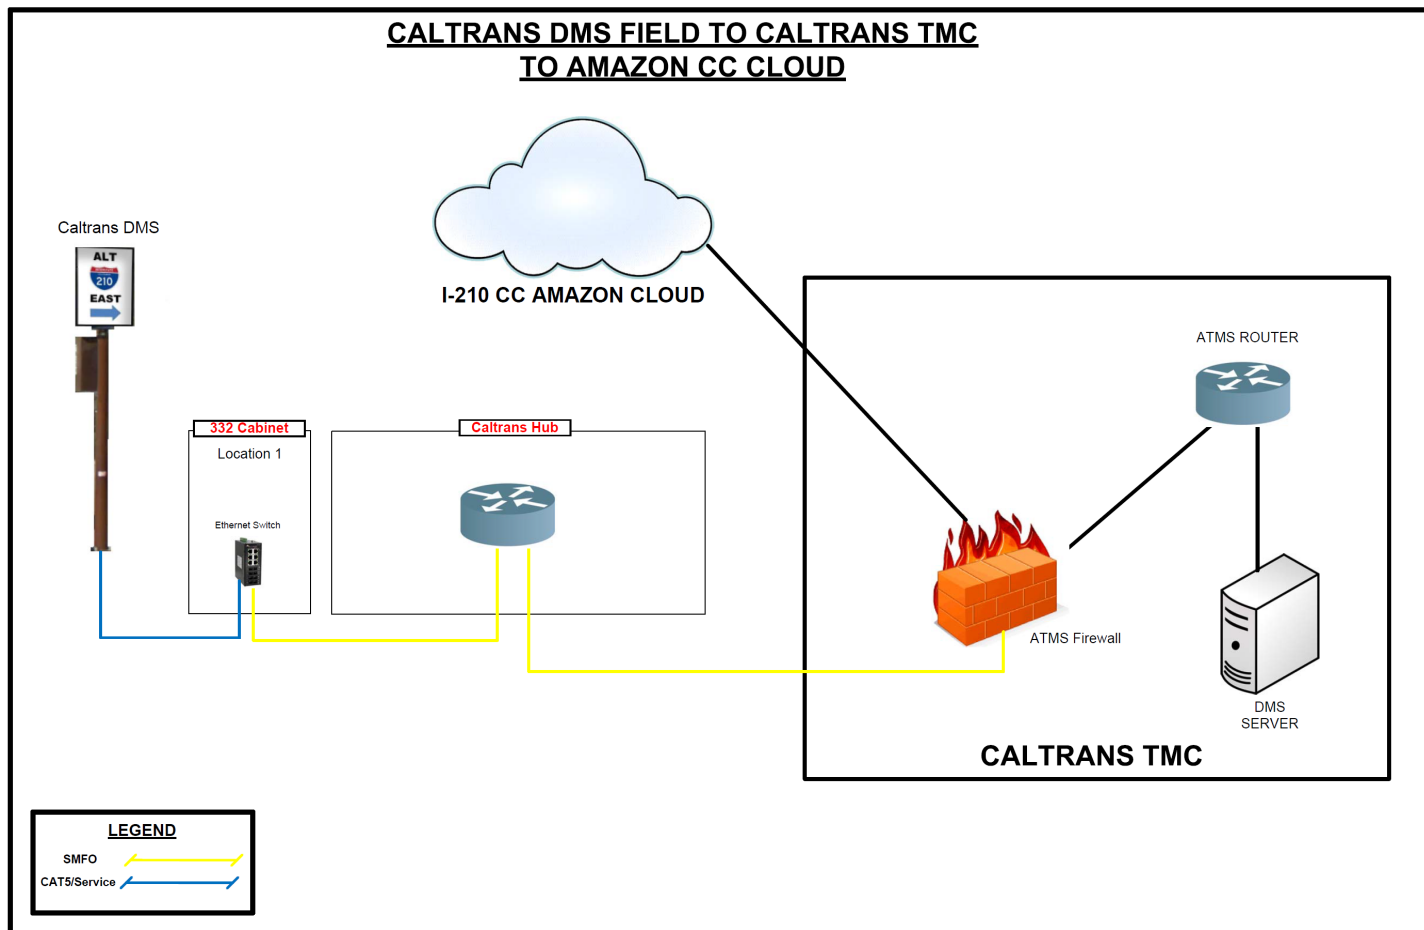 CALTRANS DMS FIELD TO CALTRANS TMC
TO AMAZON CC CLOUD
Caltrans DMS
ALT
210
EAST
I-210 CC AMAZON CLOUD
ATMS ROUTER
332 Cabinet
Location 1
Ethernet Switch
Caltrans Hub
ATMS Firewall
DMS
SERVER
CALTRANS TMC
LEGEND
SMFO
CAT5/Service